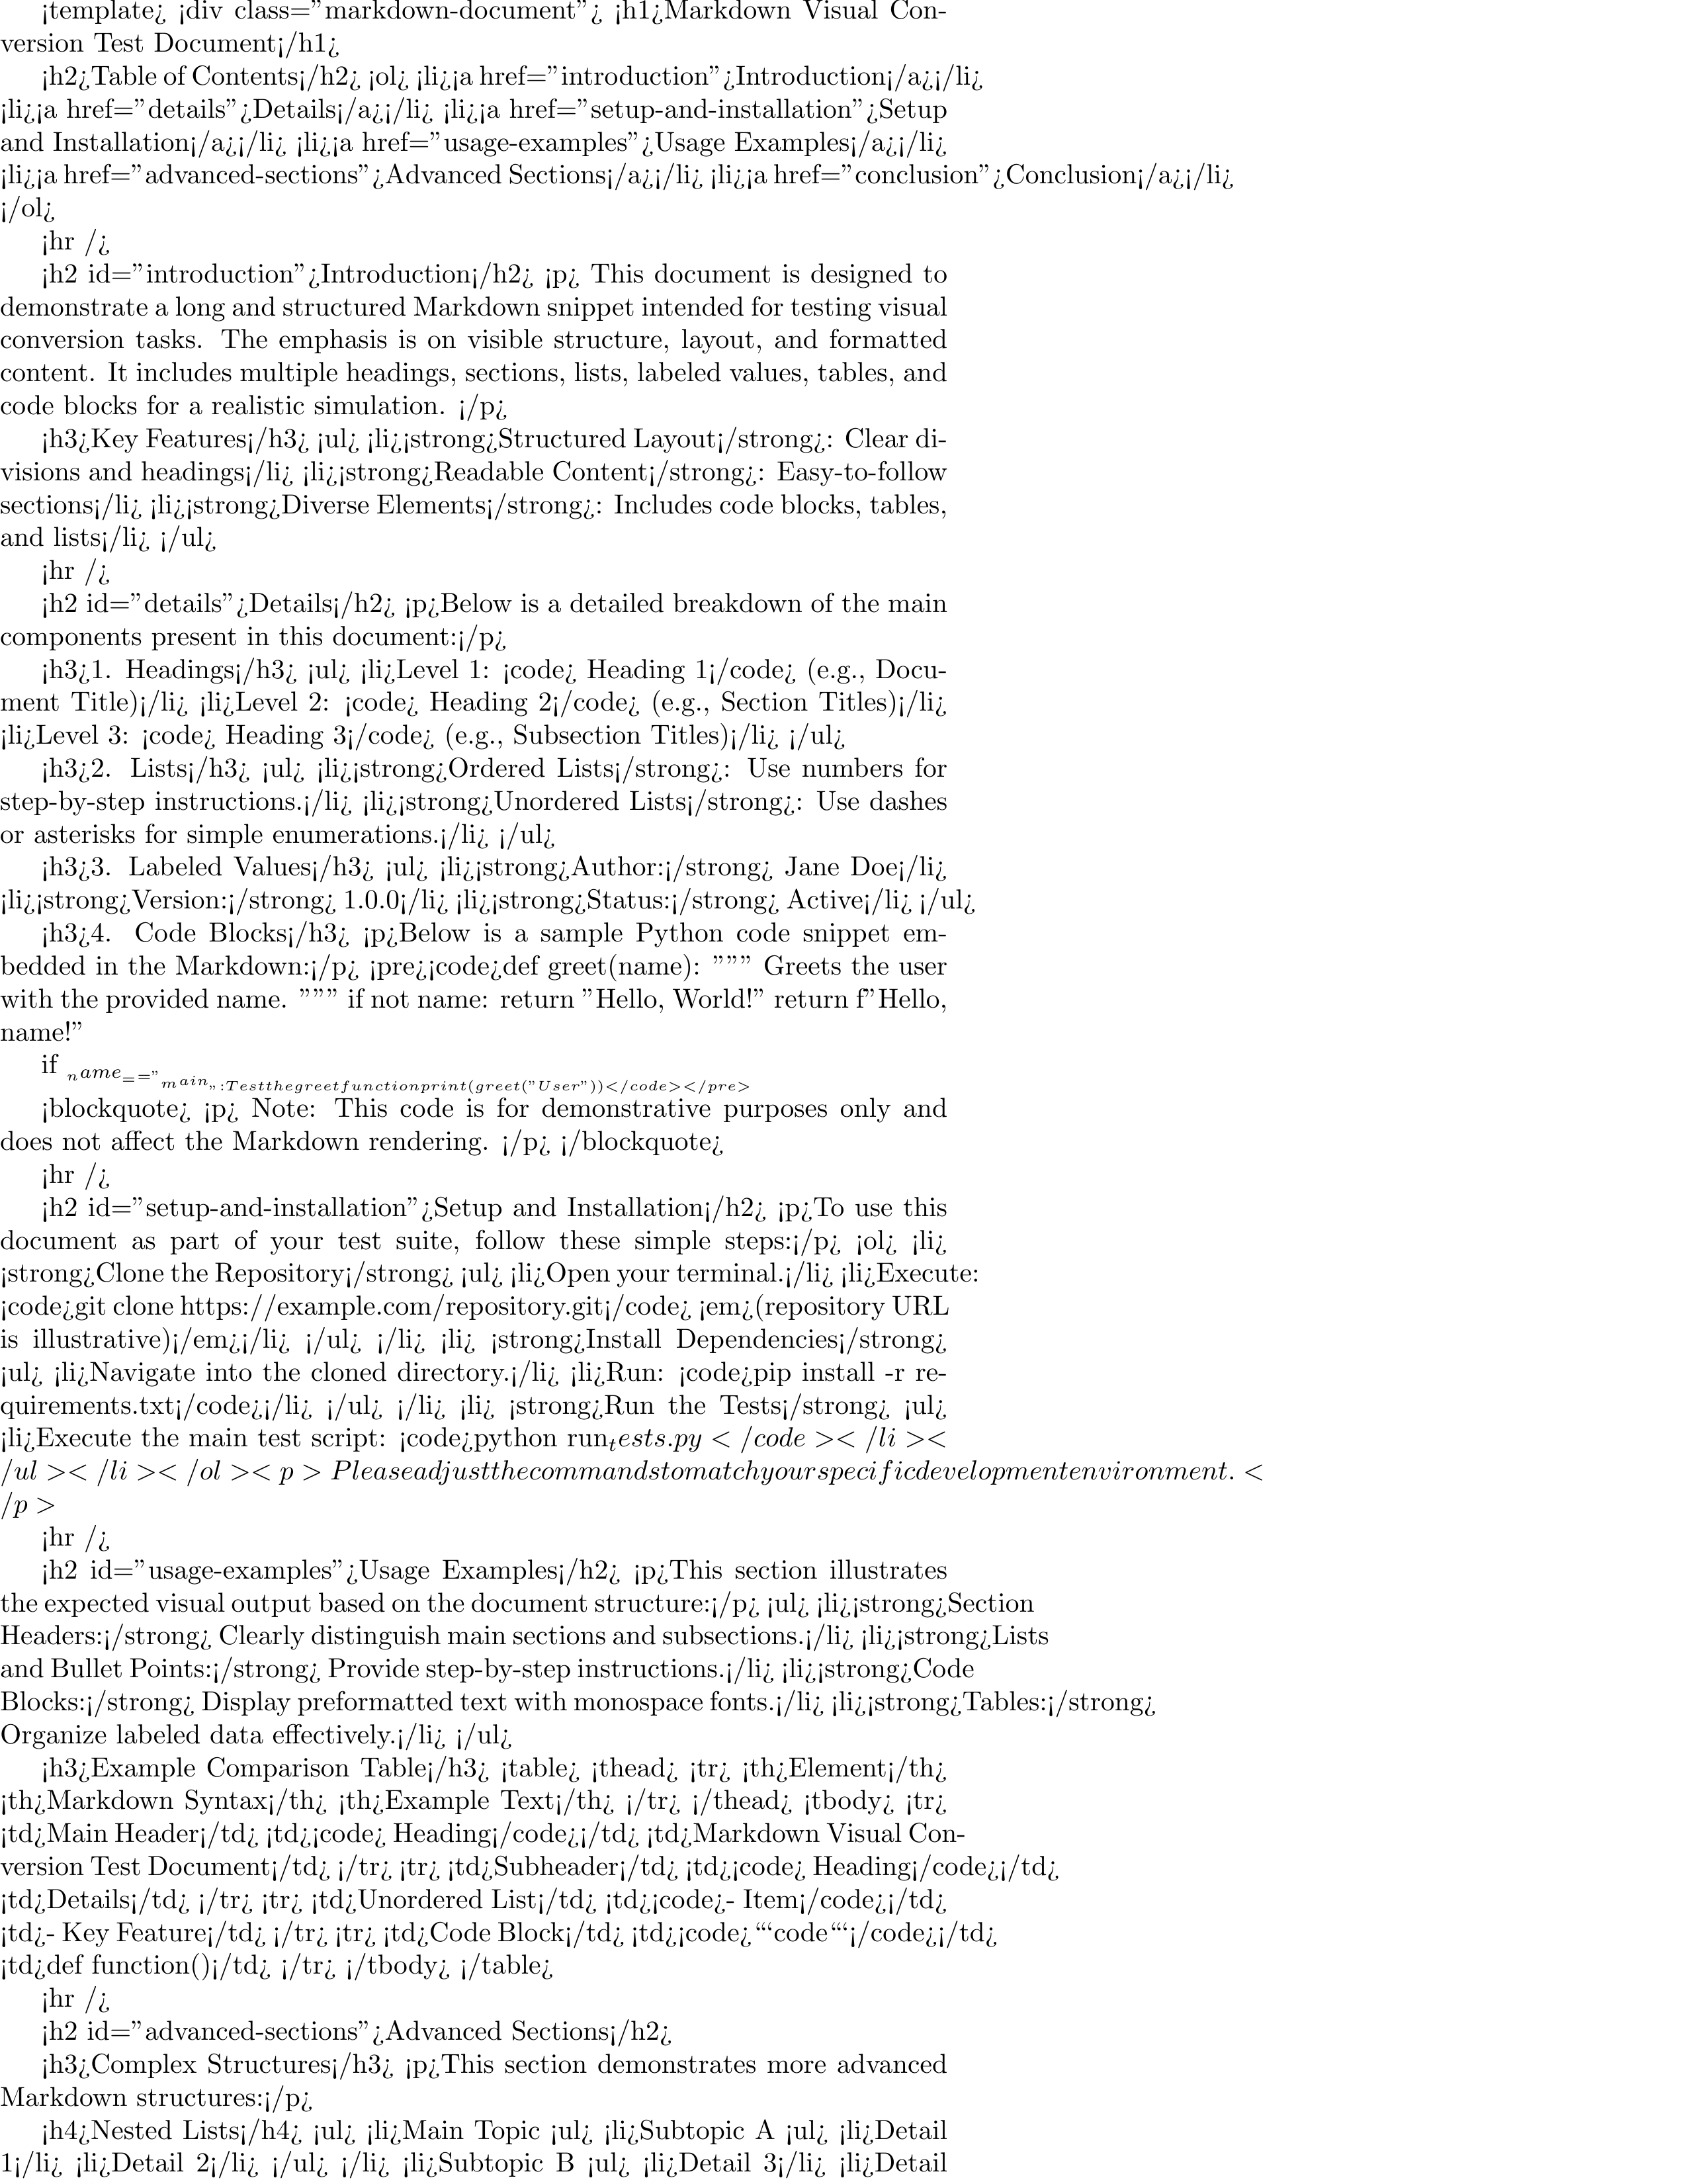 ¡template¿ ¡div class=”markdown-document”¿ ¡h1¿Markdown Visual Con-
version Test Document¡/h1¿
¡h2¿Table of Contents¡/h2¿ ¡ol¿ ¡li¿¡a href=”introduction”¿Introduction¡/a¿¡/li¿
¡li¿¡a href=”details”¿Details¡/a¿¡/li¿ ¡li¿¡a href=”setup-and-installation”¿Setup
and Installation¡/a¿¡/li¿ ¡li¿¡a href=”usage-examples”¿Usage Examples¡/a¿¡/li¿
¡li¿¡a href=”advanced-sections”¿Advanced Sections¡/a¿¡/li¿ ¡li¿¡a href=”conclusion”¿Conclusion¡/a¿¡/li¿
¡/ol¿
¡hr /¿
¡h2 id=”introduction”¿Introduction¡/h2¿ ¡p¿ This document is designed to
demonstrate a long and structured Markdown snippet intended for testing visual
conversion tasks. The emphasis is on visible structure, layout, and formatted
content. It includes multiple headings, sections, lists, labeled values, tables, and
code blocks for a realistic simulation. ¡/p¿
¡h3¿Key Features¡/h3¿ ¡ul¿ ¡li¿¡strong¿Structured Layout¡/strong¿: Clear di-
visions and headings¡/li¿ ¡li¿¡strong¿Readable Content¡/strong¿: Easy-to-follow
sections¡/li¿ ¡li¿¡strong¿Diverse Elements¡/strong¿: Includes code blocks, tables,
and lists¡/li¿ ¡/ul¿
¡hr /¿
¡h2 id=”details”¿Details¡/h2¿ ¡p¿Below is a detailed breakdown of the main
components present in this document:¡/p¿
¡h3¿1. Headings¡/h3¿ ¡ul¿ ¡li¿Level 1: ¡code¿ Heading 1¡/code¿ (e.g., Docu-
ment Title)¡/li¿ ¡li¿Level 2: ¡code¿ Heading 2¡/code¿ (e.g., Section Titles)¡/li¿
¡li¿Level 3: ¡code¿ Heading 3¡/code¿ (e.g., Subsection Titles)¡/li¿ ¡/ul¿
¡h3¿2. Lists¡/h3¿ ¡ul¿ ¡li¿¡strong¿Ordered Lists¡/strong¿: Use numbers for
step-by-step instructions.¡/li¿ ¡li¿¡strong¿Unordered Lists¡/strong¿: Use dashes
or asterisks for simple enumerations.¡/li¿ ¡/ul¿
¡h3¿3. Labeled Values¡/h3¿ ¡ul¿ ¡li¿¡strong¿Author:¡/strong¿ Jane Doe¡/li¿
¡li¿¡strong¿Version:¡/strong¿ 1.0.0¡/li¿ ¡li¿¡strong¿Status:¡/strong¿ Active¡/li¿ ¡/ul¿
¡h3¿4. Code Blocks¡/h3¿ ¡p¿Below is a sample Python code snippet em-
bedded in the Markdown:¡/p¿ ¡pre¿¡code¿def greet(name): ””” Greets the user
with the provided name. ””” if not name: return ”Hello, World!” return f”Hello,
name!”
if name==”main”:Testthegreetfunctionprint(greet(”User”))</code></pre>
¡blockquote¿ ¡p¿ Note: This code is for demonstrative purposes only and
does not affect the Markdown rendering. ¡/p¿ ¡/blockquote¿
¡hr /¿
¡h2 id=”setup-and-installation”¿Setup and Installation¡/h2¿ ¡p¿To use this
document as part of your test suite, follow these simple steps:¡/p¿ ¡ol¿ ¡li¿
¡strong¿Clone the Repository¡/strong¿ ¡ul¿ ¡li¿Open your terminal.¡/li¿ ¡li¿Execute:
¡code¿git clone https://example.com/repository.git¡/code¿ ¡em¿(repository URL
is illustrative)¡/em¿¡/li¿ ¡/ul¿ ¡/li¿ ¡li¿ ¡strong¿Install Dependencies¡/strong¿
¡ul¿ ¡li¿Navigate into the cloned directory.¡/li¿ ¡li¿Run: ¡code¿pip install -r re-
quirements.txt¡/code¿¡/li¿ ¡/ul¿ ¡/li¿ ¡li¿ ¡strong¿Run the Tests¡/strong¿ ¡ul¿
¡li¿Execute the main test script: ¡code¿python runtests.py < /code >< /li ><
/ul >< /li >< /ol >< p > Pleaseadjustthecommandstomatchyourspecificdevelopmentenvironment. <
/p >
¡hr /¿
¡h2 id=”usage-examples”¿Usage Examples¡/h2¿ ¡p¿This section illustrates
the expected visual output based on the document structure:¡/p¿ ¡ul¿ ¡li¿¡strong¿Section
Headers:¡/strong¿ Clearly distinguish main sections and subsections.¡/li¿ ¡li¿¡strong¿Lists
and Bullet Points:¡/strong¿ Provide step-by-step instructions.¡/li¿ ¡li¿¡strong¿Code
Blocks:¡/strong¿ Display preformatted text with monospace fonts.¡/li¿ ¡li¿¡strong¿Tables:¡/strong¿
Organize labeled data effectively.¡/li¿ ¡/ul¿
¡h3¿Example Comparison Table¡/h3¿ ¡table¿ ¡thead¿ ¡tr¿ ¡th¿Element¡/th¿
¡th¿Markdown Syntax¡/th¿ ¡th¿Example Text¡/th¿ ¡/tr¿ ¡/thead¿ ¡tbody¿ ¡tr¿
¡td¿Main Header¡/td¿ ¡td¿¡code¿ Heading¡/code¿¡/td¿ ¡td¿Markdown Visual Con-
version Test Document¡/td¿ ¡/tr¿ ¡tr¿ ¡td¿Subheader¡/td¿ ¡td¿¡code¿ Heading¡/code¿¡/td¿
¡td¿Details¡/td¿ ¡/tr¿ ¡tr¿ ¡td¿Unordered List¡/td¿ ¡td¿¡code¿- Item¡/code¿¡/td¿
¡td¿- Key Feature¡/td¿ ¡/tr¿ ¡tr¿ ¡td¿Code Block¡/td¿ ¡td¿¡code¿“‘code“‘¡/code¿¡/td¿
¡td¿def function()¡/td¿ ¡/tr¿ ¡/tbody¿ ¡/table¿
¡hr /¿
¡h2 id=”advanced-sections”¿Advanced Sections¡/h2¿
¡h3¿Complex Structures¡/h3¿ ¡p¿This section demonstrates more advanced
Markdown structures:¡/p¿
¡h4¿Nested Lists¡/h4¿ ¡ul¿ ¡li¿Main Topic ¡ul¿ ¡li¿Subtopic A ¡ul¿ ¡li¿Detail
1¡/li¿ ¡li¿Detail 2¡/li¿ ¡/ul¿ ¡/li¿ ¡li¿Subtopic B ¡ul¿ ¡li¿Detail 3¡/li¿ ¡li¿Detail